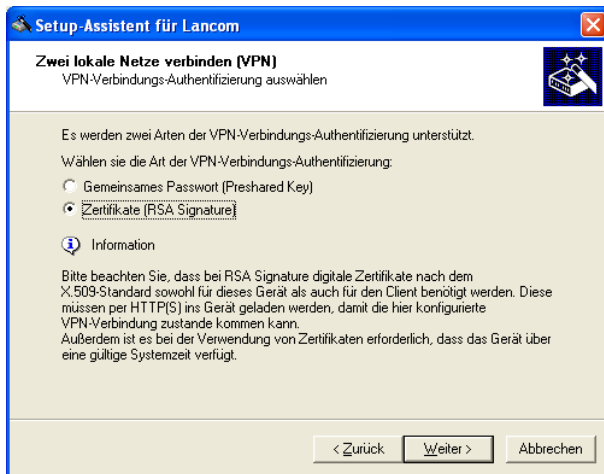 Setup-Assistent für Lancom
Zwei lokale Netze verbinden (VPN)
VPN-Verbindungs-Authentifizierung auswählen
Es werden zwei Arten der VPN-Verbindungs-Authentifizierung unterstützt.
Wählen sie die Art der VPN-Verbindungs-Authentifizierung:
Gemeinsames Passwort (Preshared Key)
Zertifikate (RSA Signature)
Information
Bitte beachten Sie, dass bei RSA Signature digitale Zertifikate nach dem
X.509-Standard sowohl für dieses Gerät als auch für den Client benötigt werden. Diese
müssen per HTTP(S) ins Gerät geladen werden, damit die hier konfigurierte
VPN-Verbindung zustande kommen kann.
Außerdem ist es bei der Verwendung von Zertifikaten erforderlich, dass das Gerät über
eine gültige Systemzeit verfügt.
< Zurück Weiter > Abbrechen